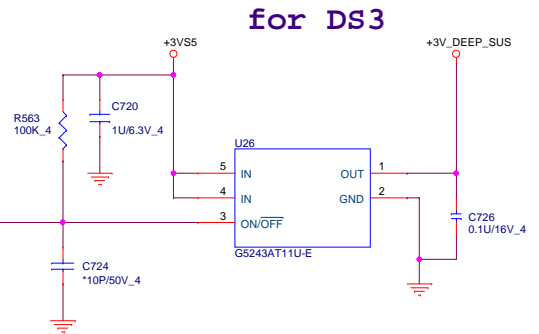 for DS3
+3VS5
+3V_DEEP_SUS
C720
1U/6.3V_4
R563
100K_4
U26
5
IN
4
IN
3
ON/OFF
OUT
1
GND
2
G5243AT11U-E
C726
0.1U/16V_4
C724
*10P/50V_4